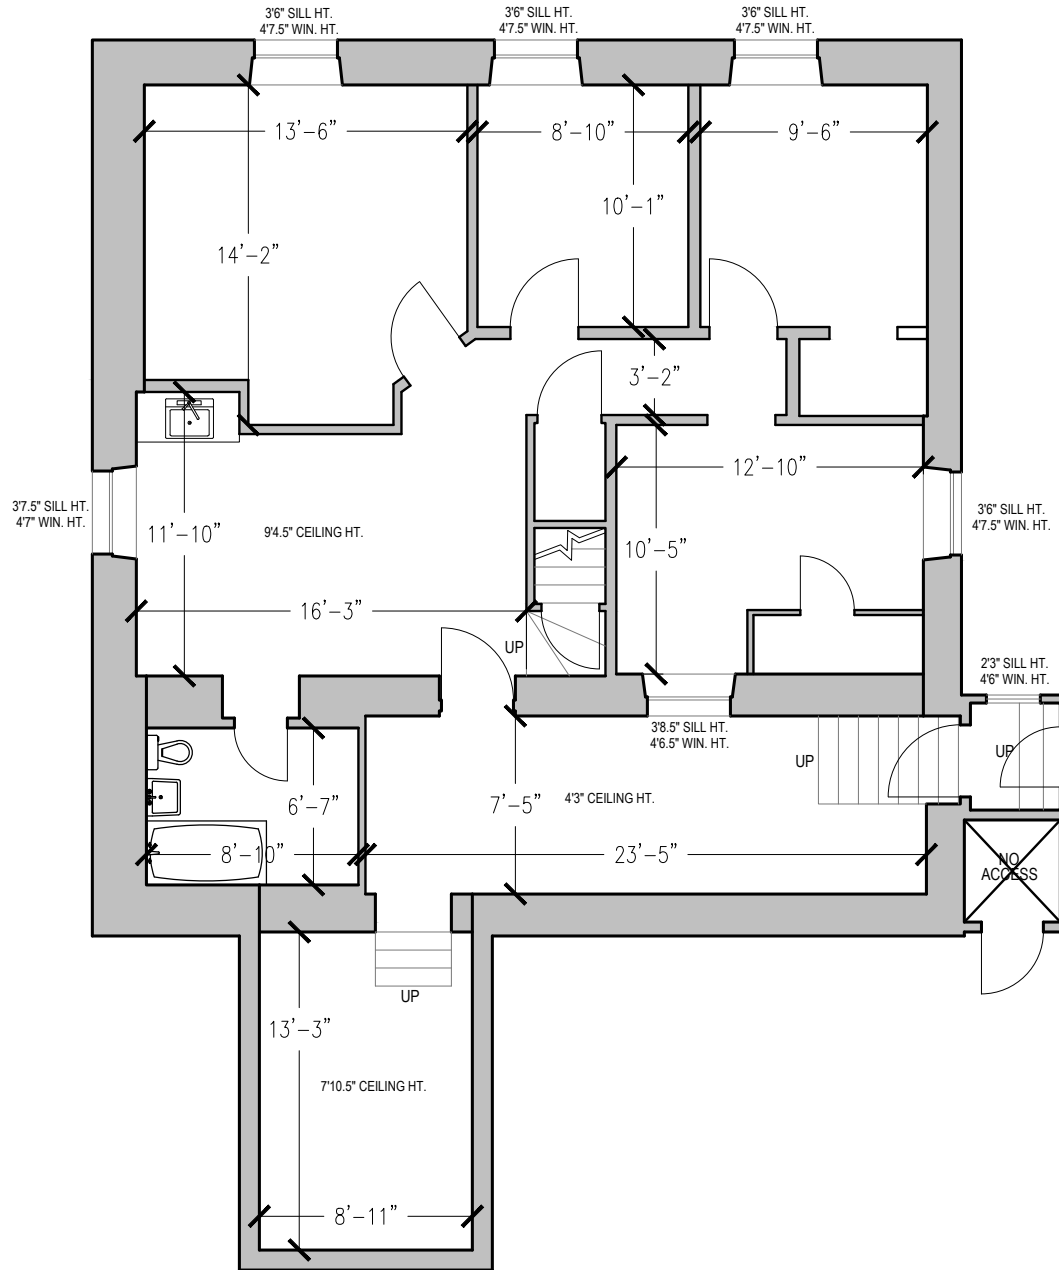 3'6" SILL HT.
4'7.5" WIN. HT.
3'6" SILL HT.
4'7.5" WIN. HT.
3'6" SILL HT.
4'7.5" WIN. HT.
13'-6"
8'-10"
9'-6"
10'-1"
14'-2"
3'-2"
12'-10"
3'7.5" SILL HT.
4'7" WIN. HT.
11'-10"
9'4.5" CEILING HT.
10'-5"
3'6" SILL HT.
4'7.5" WIN. HT.
16'-3"
UP
2'3" SILL HT.
4'6" WIN. HT.
3'8.5" SILL HT.
4'6.5" WIN. HT.
UP
UP
6'-7"
7'-5"
4'3" CEILING HT.
8'-10"
23'-5"
NO
ACCESS
UP
13'-3"
7'10.5" CEILING HT.
8'-11"